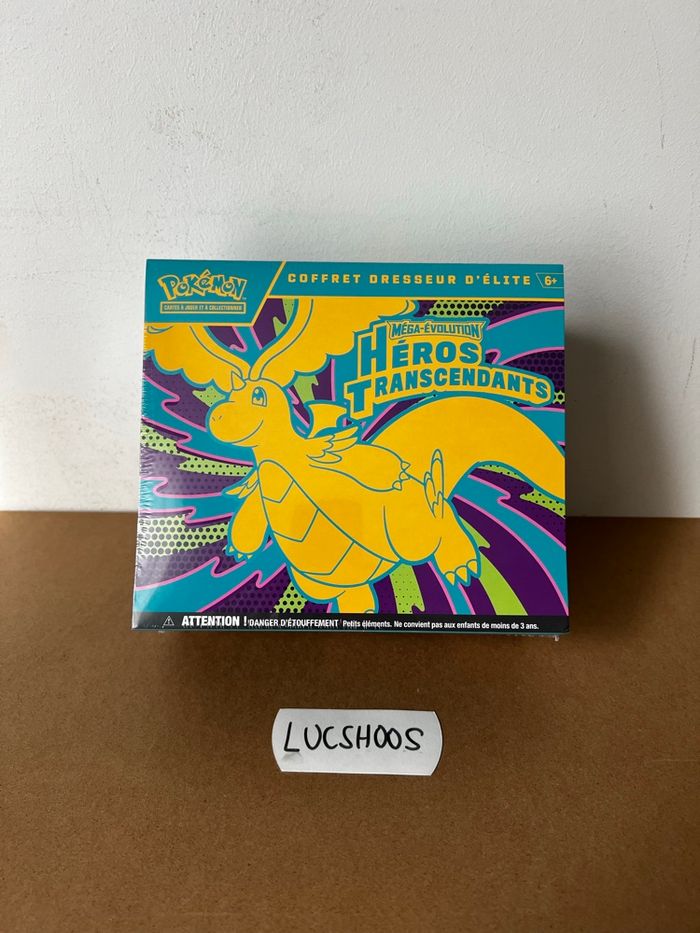 POKÉMON
CARTES À JOUER ET À COLLECTIONNER
COFFRET DRESSEUR D'ÉLITE
6+
MÉGA-ÉVOLUTION
HÉROS
TRANSCENDANTS
ATTENTION ! DANGER D'ÉTOUFFEMENT Petits éléments. Ne convient pas aux enfants de moins de 3 ans.
LUCSHOOS